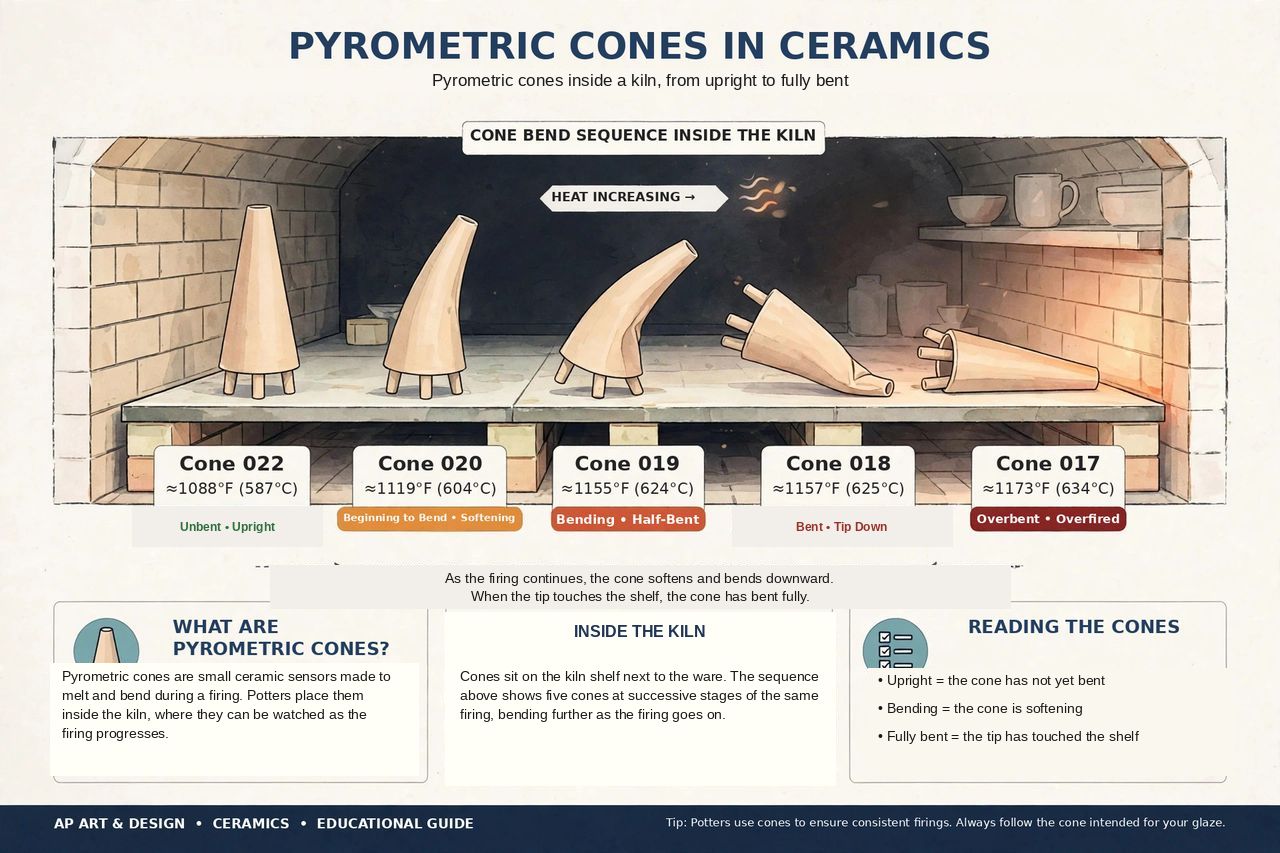 PYROMETRIC CONES IN CERAMICS
Pyrometric cones inside a kiln, from upright to fully bent
CONE BEND SEQUENCE INSIDE THE KILN
HEAT INCREASING →
Cone 022
≈1088°F (587°C)
Unbent • Upright
Cone 020
≈1119°F (604°C)
Beginning to Bend • Softening
Cone 019
≈1155°F (624°C)
Bending • Half-Bent
Cone 018
≈1157°F (625°C)
Bent • Tip Down
Cone 017
≈1173°F (634°C)
Overbent • Overfired
As the firing continues, the cone softens and bends downward.
When the tip touches the shelf, the cone has bent fully.
WHAT ARE
PYROMETRIC CONES?
Pyrometric cones are small ceramic sensors made to
melt and bend during a firing. Potters place them
inside the kiln, where they can be watched as the
firing progresses.
INSIDE THE KILN
Cones sit on the kiln shelf next to the ware. The sequence
above shows five cones at successive stages of the same
firing, bending further as the firing goes on.
READING THE CONES
• Upright = the cone has not yet bent
• Bending = the cone is softening
• Fully bent = the tip has touched the shelf
AP ART & DESIGN • CERAMICS • EDUCATIONAL GUIDE
Tip: Potters use cones to ensure consistent firings. Always follow the cone intended for your glaze.